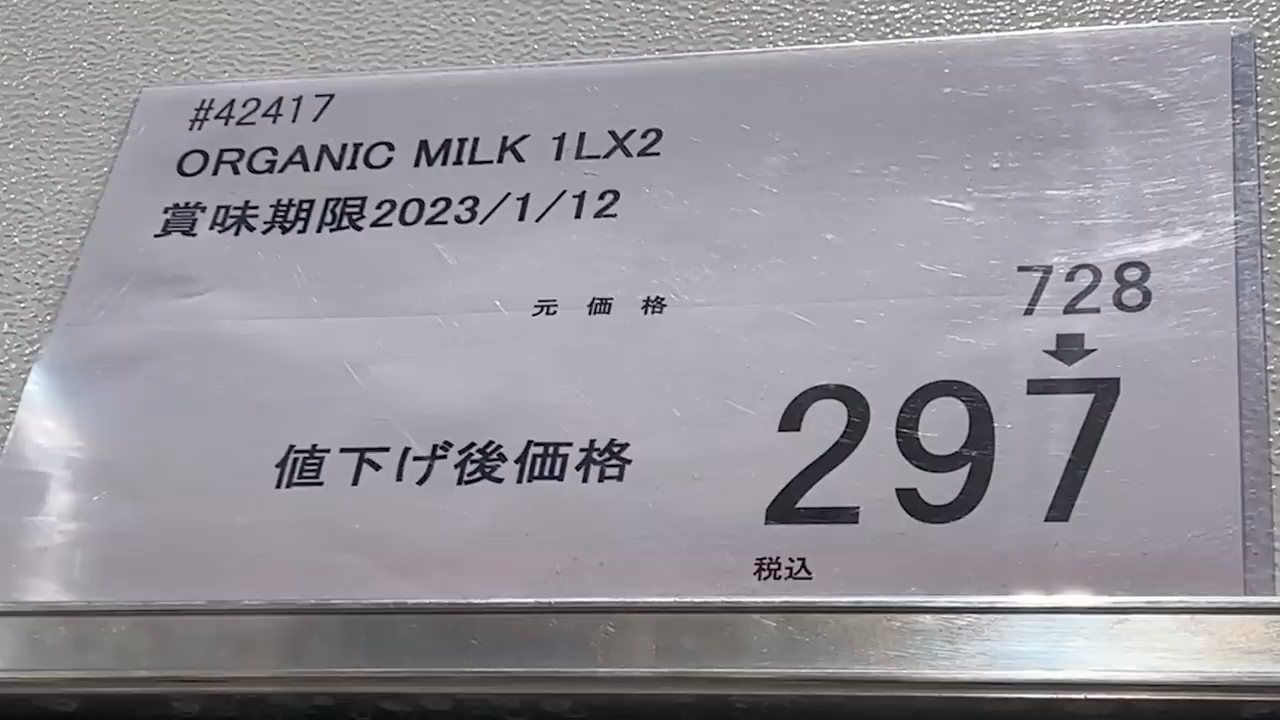 #42417
ORGANIC MILK 1LX2
賞味期限2023/1/12
元価格 728
⬇
値下げ後価格 297
税込